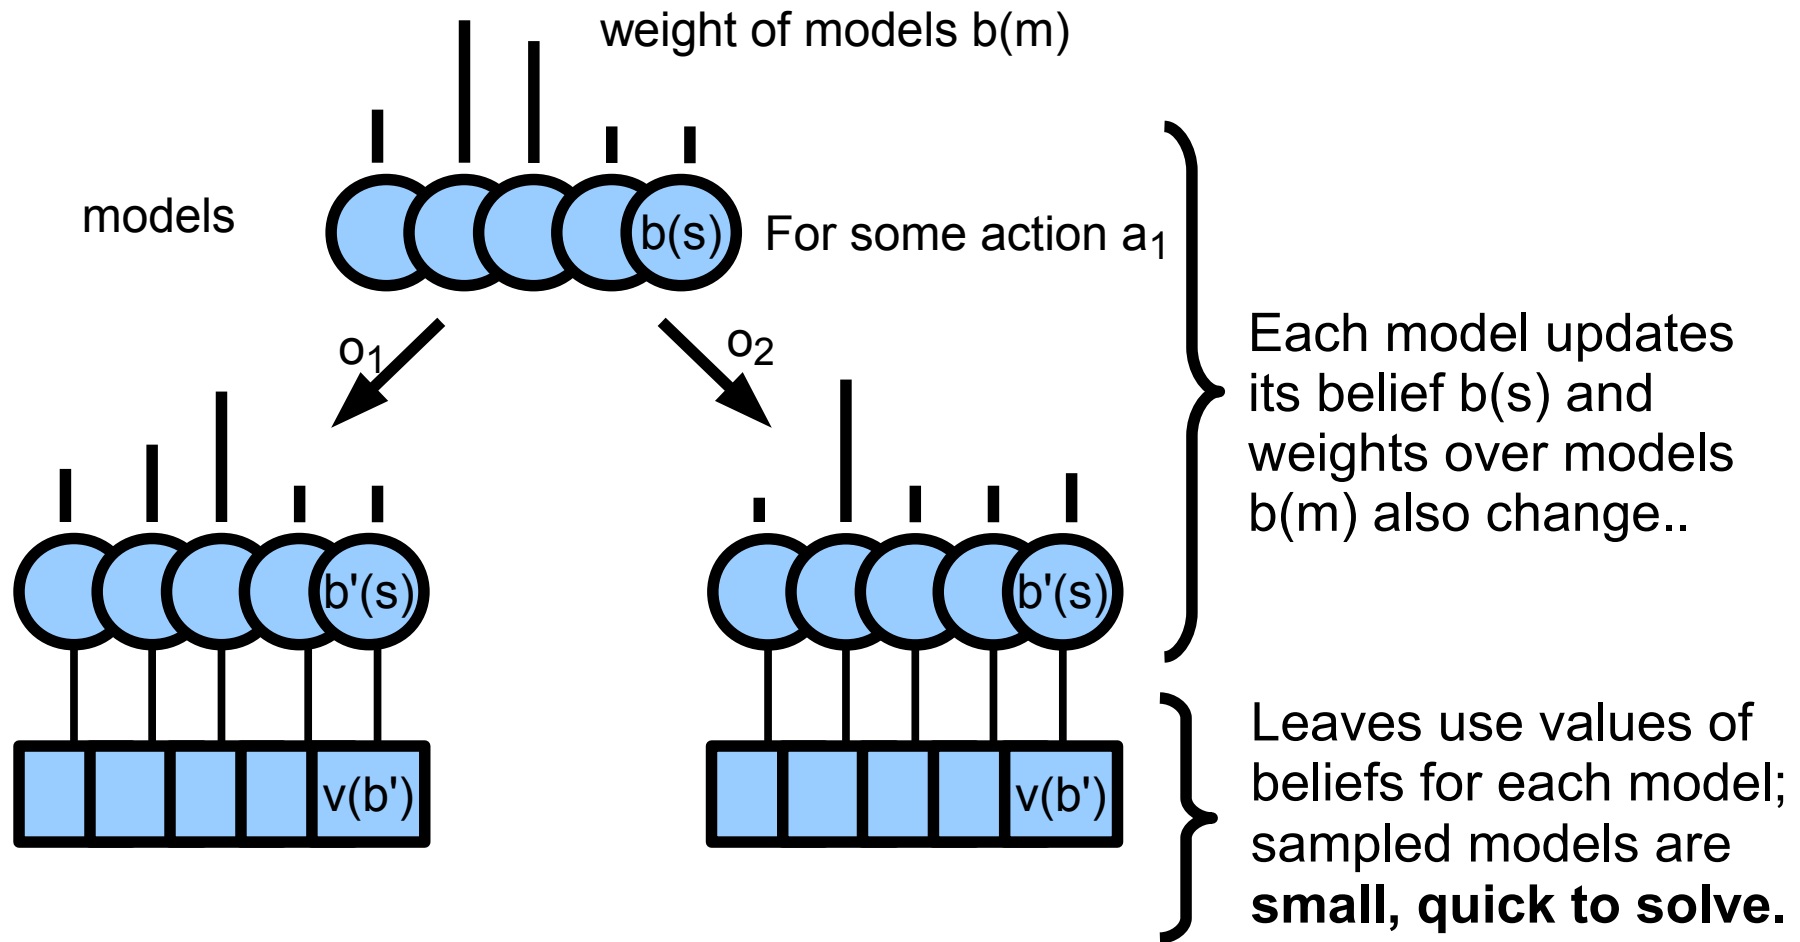 weight of models b(m)
models
b(s)
For some action a₁
o₁
o₂
Each model updates
its belief b(s) and
weights over models
b(m) also change..
b'(s)
b'(s)
v(b')
v(b')
Leaves use values of
beliefs for each model;
sampled models are
small, quick to solve.